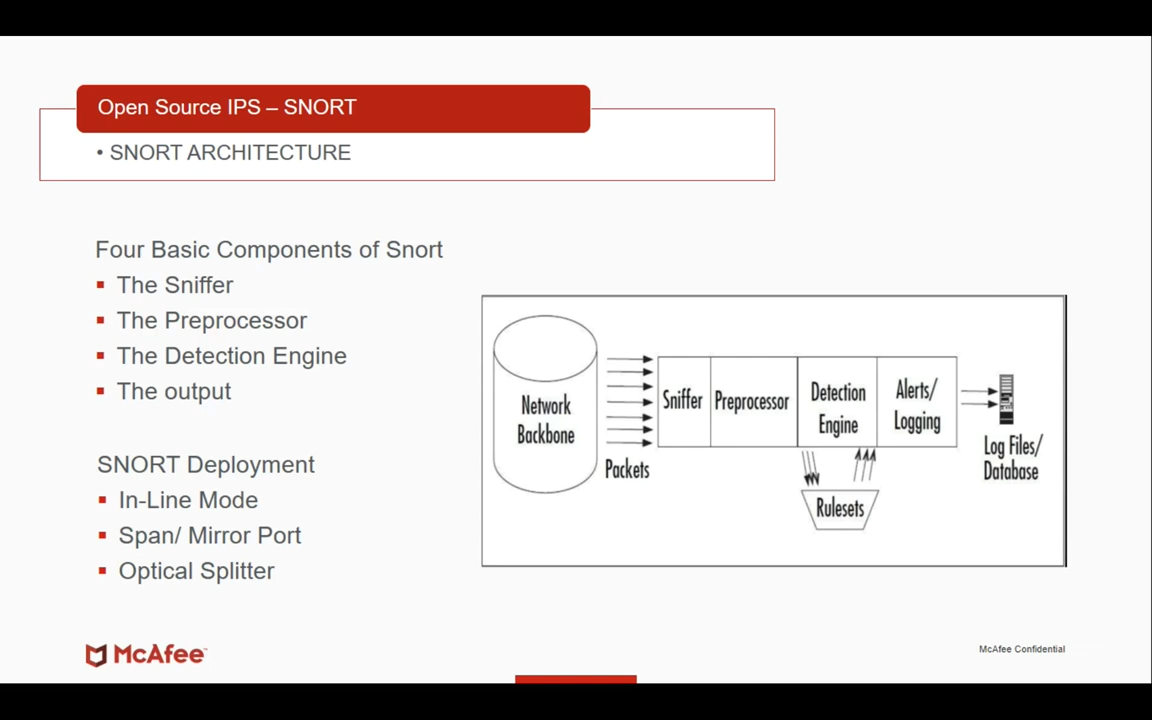 Open Source IPS – SNORT
• SNORT ARCHITECTURE
Four Basic Components of Snort
▪ The Sniffer
▪ The Preprocessor
▪ The Detection Engine
▪ The output
SNORT Deployment
▪ In-Line Mode
▪ Span/ Mirror Port
▪ Optical Splitter
Network
Backbone
Packets
Sniffer
Preprocessor
Detection
Engine
Alerts/
Logging
Rulesets
Log Files/
Database
McAfee™
McAfee Confidential